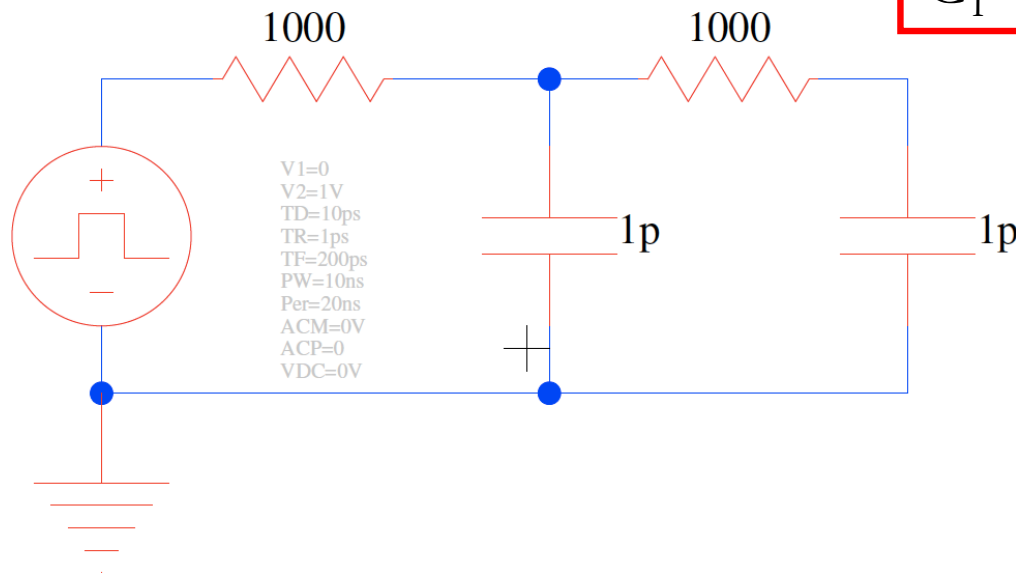 1000
1000
V1=0
V2=1V
TD=10ps
TR=1ps
TF=200ps
PW=10ns
Per=20ns
ACM=0V
ACP=0
VDC=0V
1p
1p
+
−